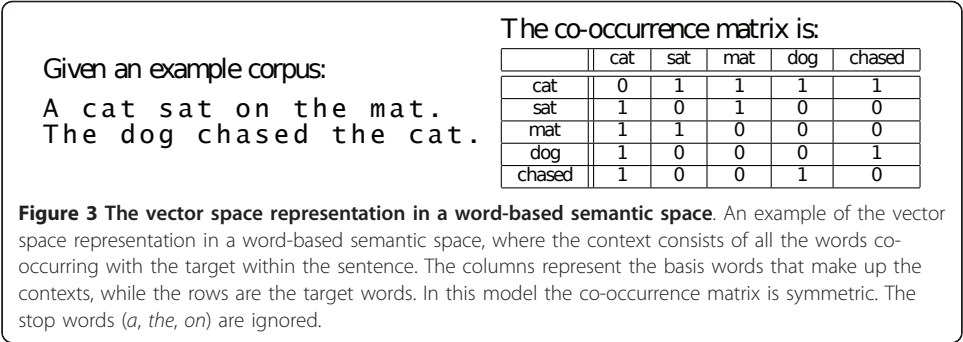 Given an example corpus:
A cat sat on the mat.
The dog chased the cat.
The co-occurrence matrix is:
cat sat mat dog chased
cat 0 1 1 1 1
sat 1 0 1 0 0
mat 1 1 0 0 0
dog 1 0 0 0 1
chased 1 0 0 1 0
Figure 3 The vector space representation in a word-based semantic space. An example of the vector
space representation in a word-based semantic space, where the context consists of all the words co-
occurring with the target within the sentence. The columns represent the basis words that make up the
contexts, while the rows are the target words. In this model the co-occurrence matrix is symmetric. The
stop words (a, the, on) are ignored.